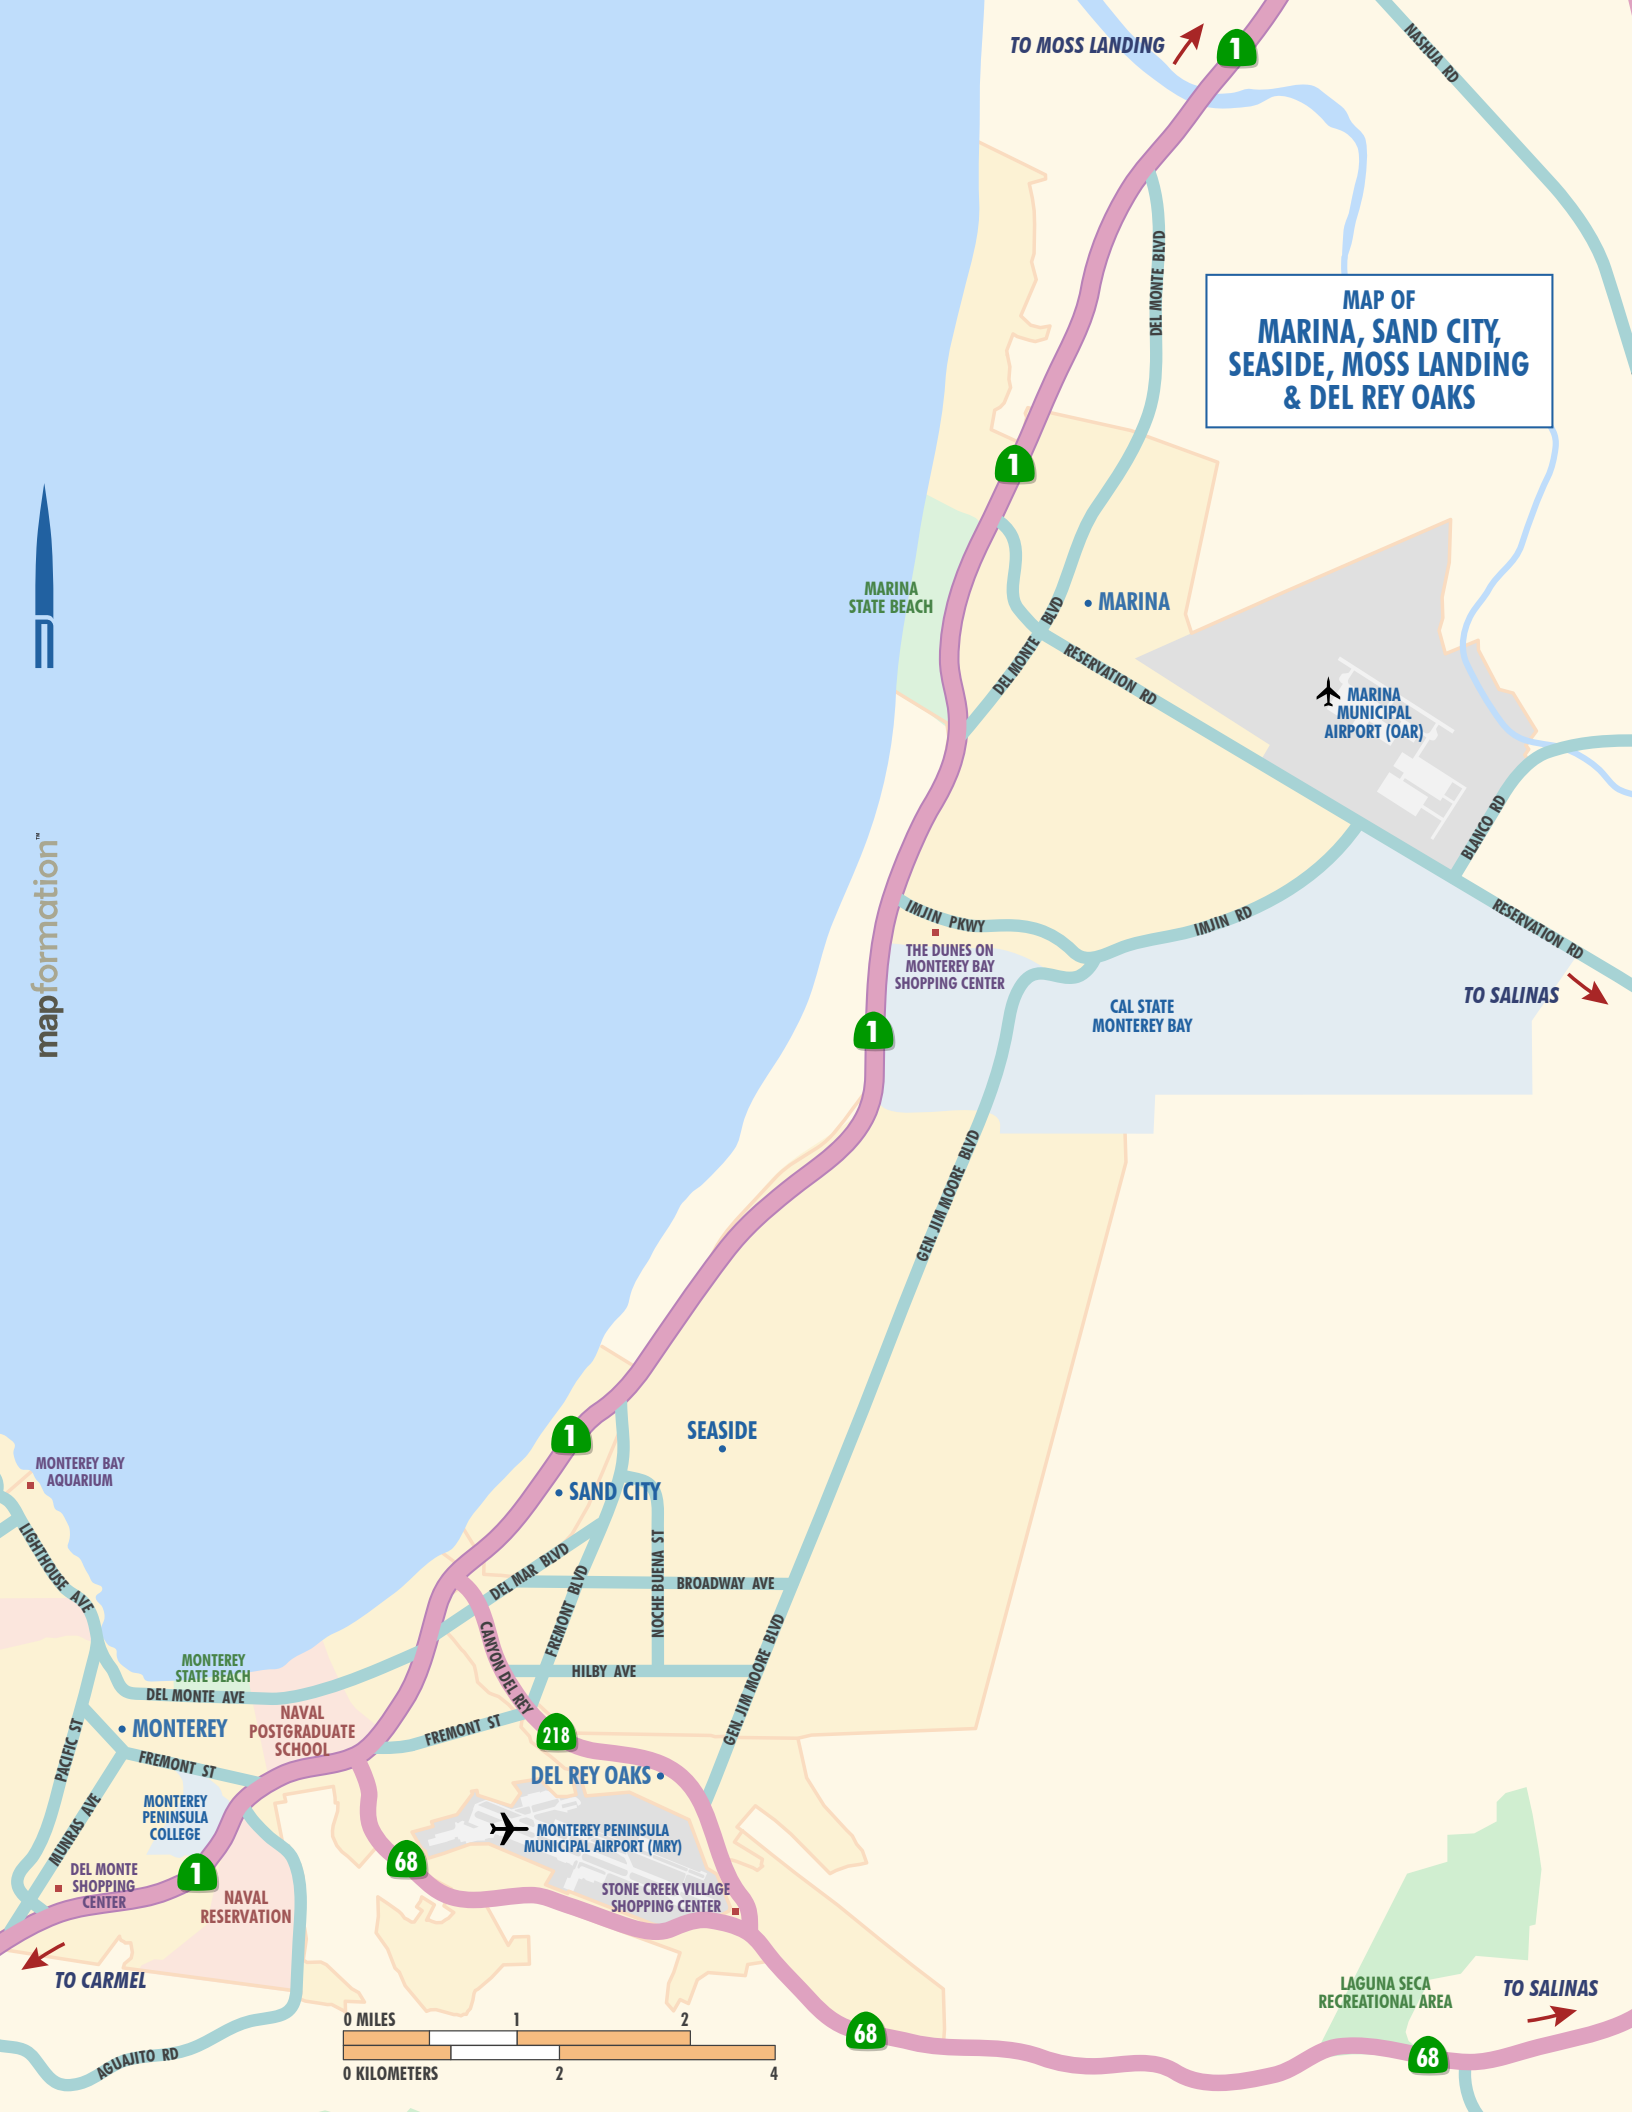 TO MOSS LANDING
1
NASHUA RD
DEL MONTE BLVD
MAP OF
MARINA, SAND CITY,
SEASIDE, MOSS LANDING
& DEL REY OAKS
1
MARINA
STATE BEACH
MARINA
DEL MONTE BLVD
RESERVATION RD
MARINA
MUNICIPAL
AIRPORT (OAR)
BLANCO RD
mapformation™
IMJIN PKWY
IMJIN RD
RESERVATION RD
THE DUNES ON
MONTEREY BAY
SHOPPING CENTER
TO SALINAS
CAL STATE
MONTEREY BAY
1
GEN. JIM MOORE BLVD
1
SEASIDE
SAND CITY
MONTEREY BAY
AQUARIUM
LIGHTHOUSE AVE
DEL MAR BLVD
FREMONT BLVD
NOCHE BUENA ST
BROADWAY AVE
CANYON DEL REY
HILBY AVE
GEN. JIM MOORE BLVD
MONTEREY
STATE BEACH
DEL MONTE AVE
MONTEREY
NAVAL
POSTGRADUATE
SCHOOL
FREMONT ST
218
PACIFIC ST
FREMONT ST
DEL REY OAKS
MUNRAS AVE
MONTEREY
PENINSULA
COLLEGE
MONTEREY PENINSULA
MUNICIPAL AIRPORT (MRY)
68
1
DEL MONTE
SHOPPING
CENTER
NAVAL
RESERVATION
STONE CREEK VILLAGE
SHOPPING CENTER
TO CARMEL
LAGUNA SECA
RECREATIONAL AREA
TO SALINAS
0 MILES 1 2
0 KILOMETERS 2 4
68
68
AGUAJITO RD